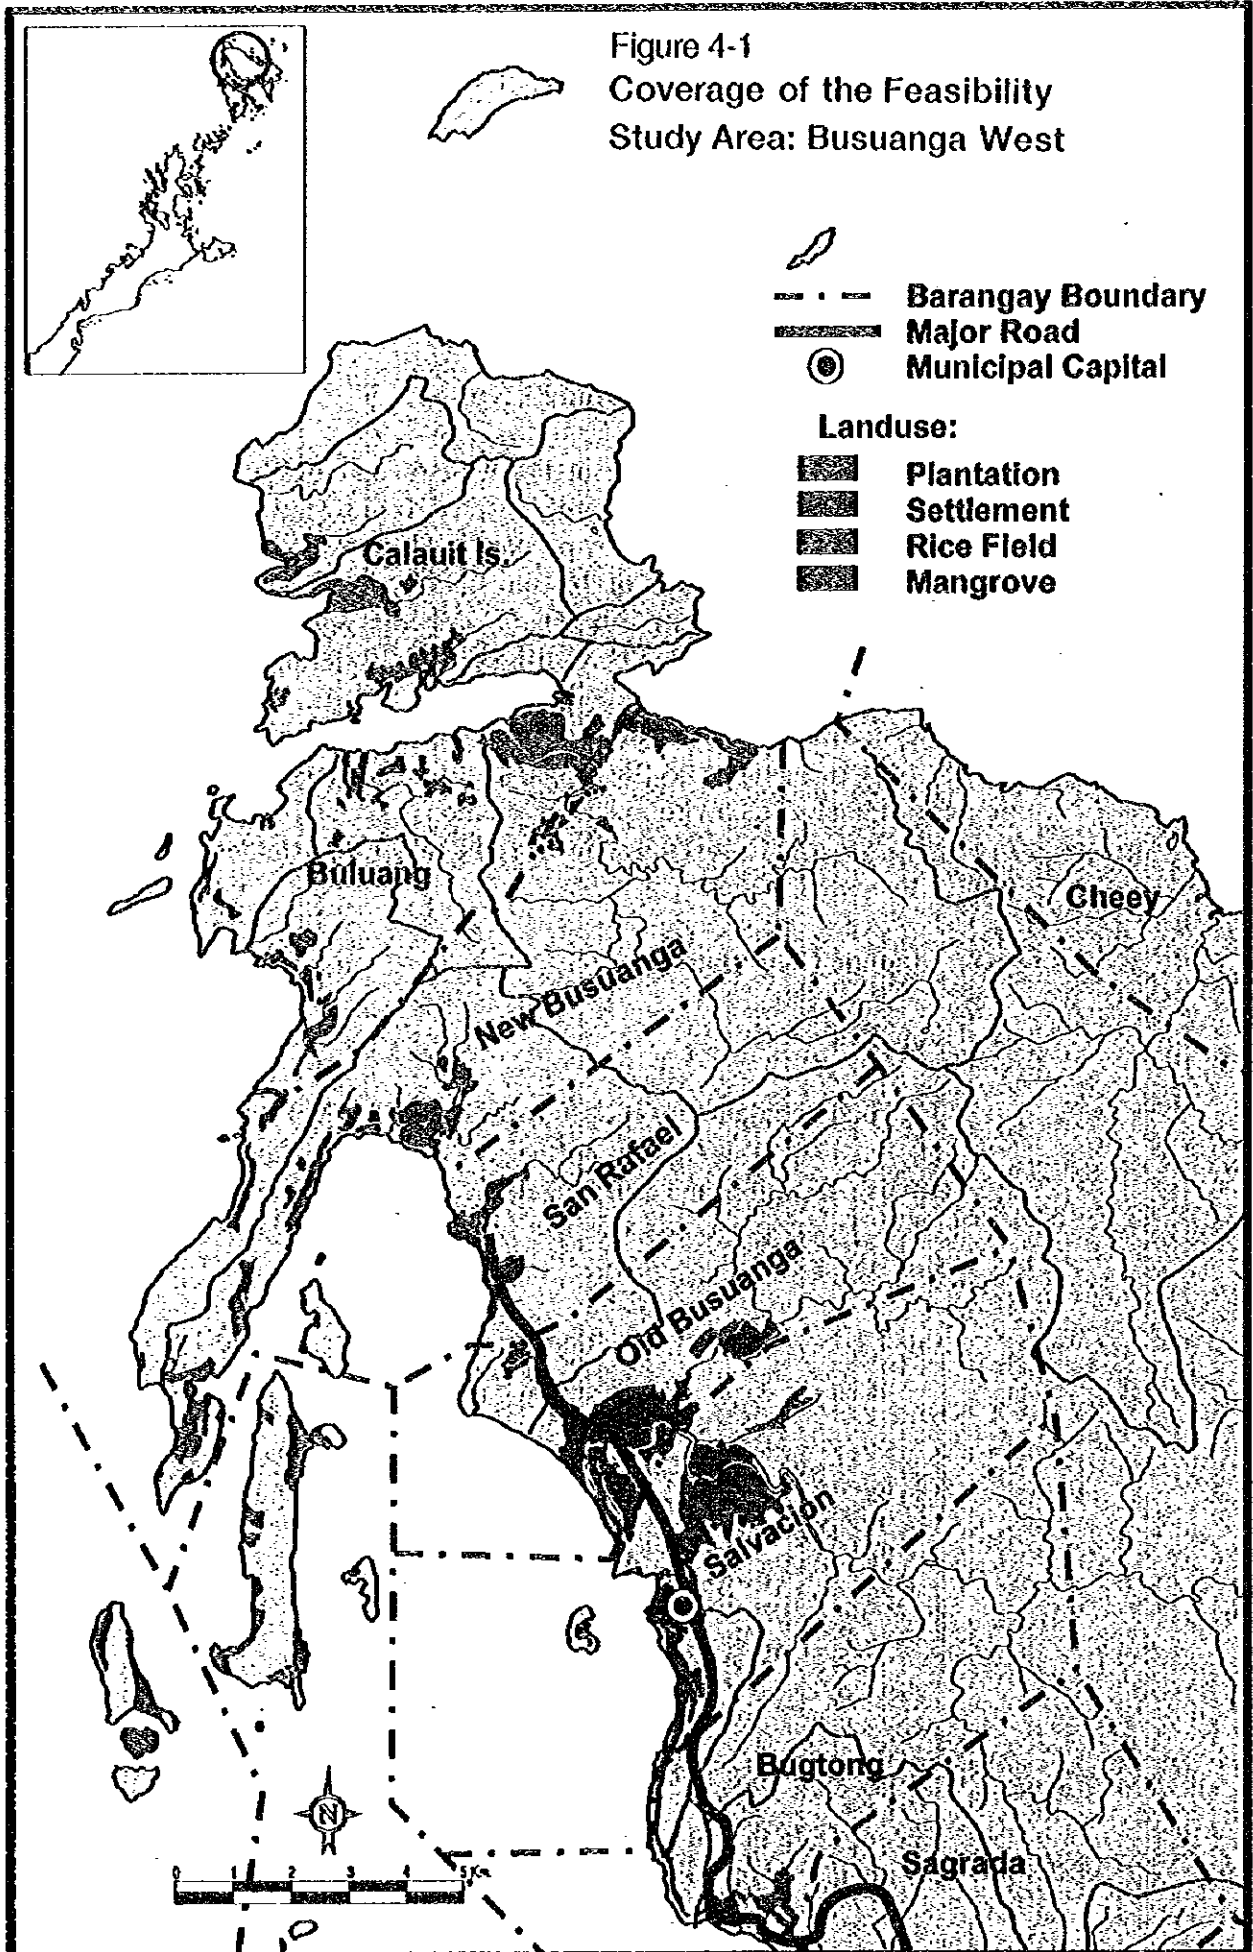 Figure 4-1
Coverage of the Feasibility
Study Area: Busuanga West
Barangay Boundary
Major Road
Municipal Capital
Landuse:
Plantation
Settlement
Rice Field
Mangrove
Calauit Is.
Buluang
Cheey
New Busuanga
San Rafael
Old Busuanga
Salvacion
Bugtong
Sagrada
N
0 1 2 3 4 5 Km.